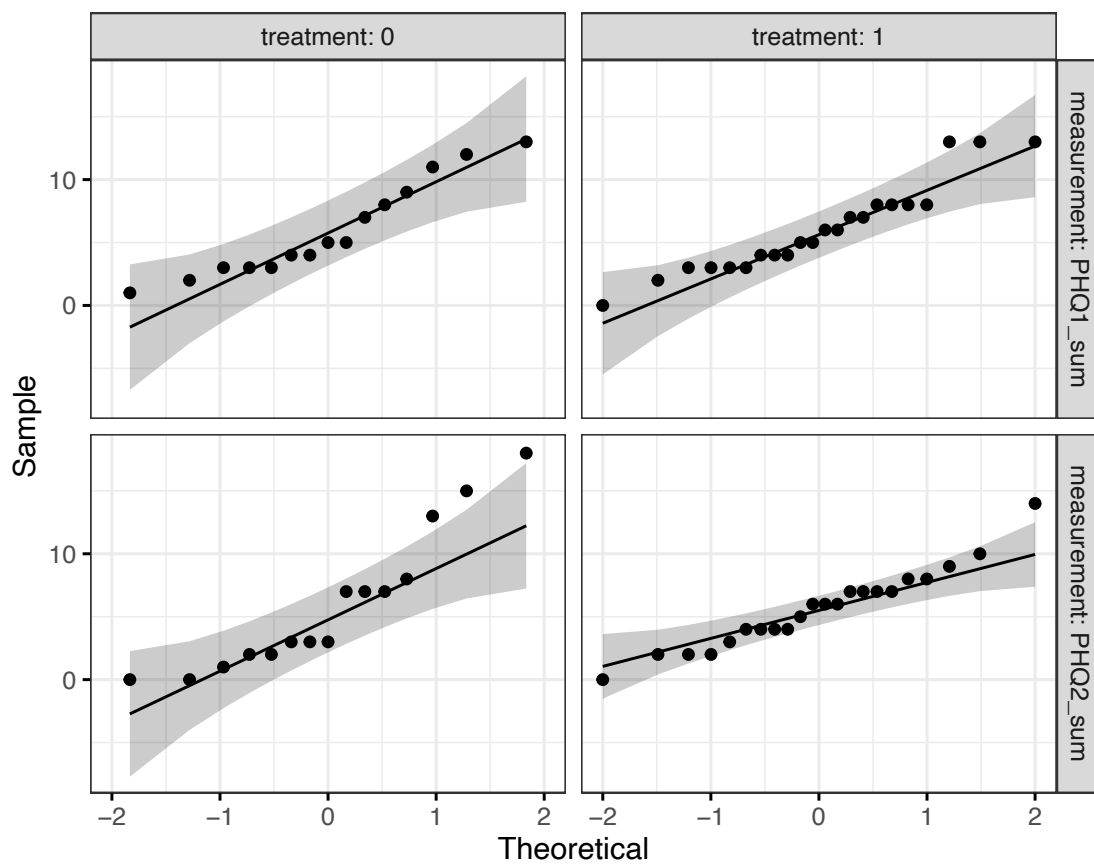 treatment: 0
treatment: 1
measurement: PHQ1_sum
10
0
Sample
measurement: PHQ2_sum
10
0
−2
−1
0
1
2
−2
−1
0
1
2
Theoretical